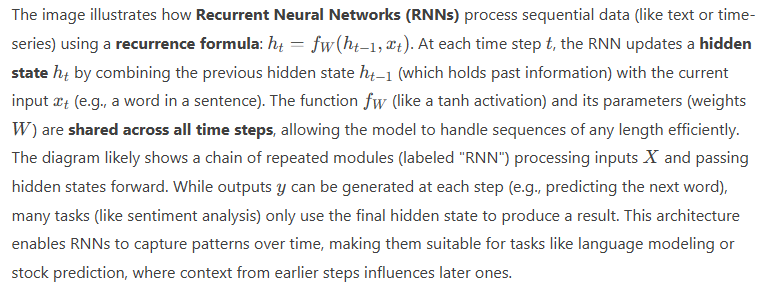 The image illustrates how Recurrent Neural Networks (RNNs) process sequential data (like text or time-
series) using a recurrence formula: hₜ = f_W(hₜ₋₁, xₜ). At each time step t, the RNN updates a hidden
state hₜ by combining the previous hidden state hₜ₋₁ (which holds past information) with the current
input xₜ (e.g., a word in a sentence). The function f_W (like a tanh activation) and its parameters (weights
W) are shared across all time steps, allowing the model to handle sequences of any length efficiently.
The diagram likely shows a chain of repeated modules (labeled "RNN") processing inputs X and passing
hidden states forward. While outputs y can be generated at each step (e.g., predicting the next word),
many tasks (like sentiment analysis) only use the final hidden state to produce a result. This architecture
enables RNNs to capture patterns over time, making them suitable for tasks like language modeling or
stock prediction, where context from earlier steps influences later ones.